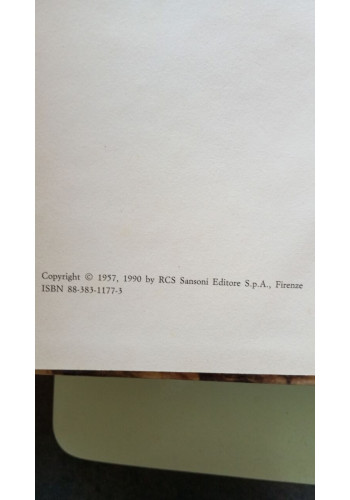 Copyright © 1957, 1990 by RCS Sansoni Editore S.p.A., Firenze
ISBN 88-383-1177-3